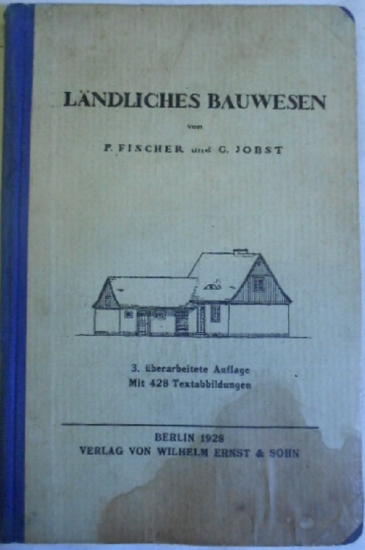 LÄNDLICHES BAUWESEN
von
P. FISCHER und G. JOBST
3. überarbeitete Auflage
Mit 428 Textabbildungen
BERLIN 1928
VERLAG VON WILHELM ERNST & SOHN